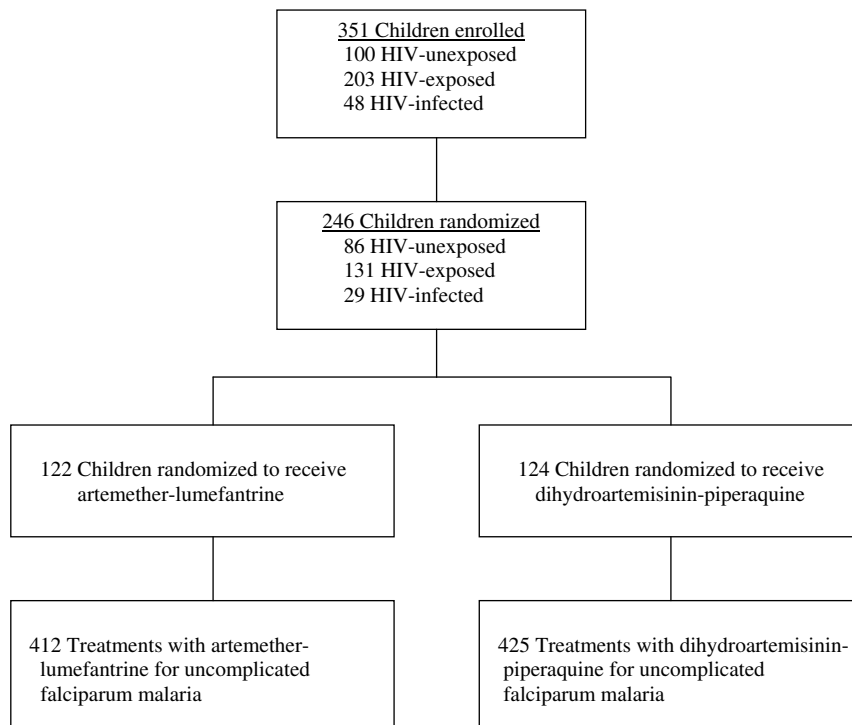 351 Children enrolled
100 HIV-unexposed
203 HIV-exposed
48 HIV-infected
246 Children randomized
86 HIV-unexposed
131 HIV-exposed
29 HIV-infected
122 Children randomized to receive
artemether-lumefantrine
124 Children randomized to receive
dihydroartemisinin-piperaquine
412 Treatments with artemether-
lumefantrine for uncomplicated
falciparum malaria
425 Treatments with dihydroartemisinin-
piperaquine for uncomplicated
falciparum malaria